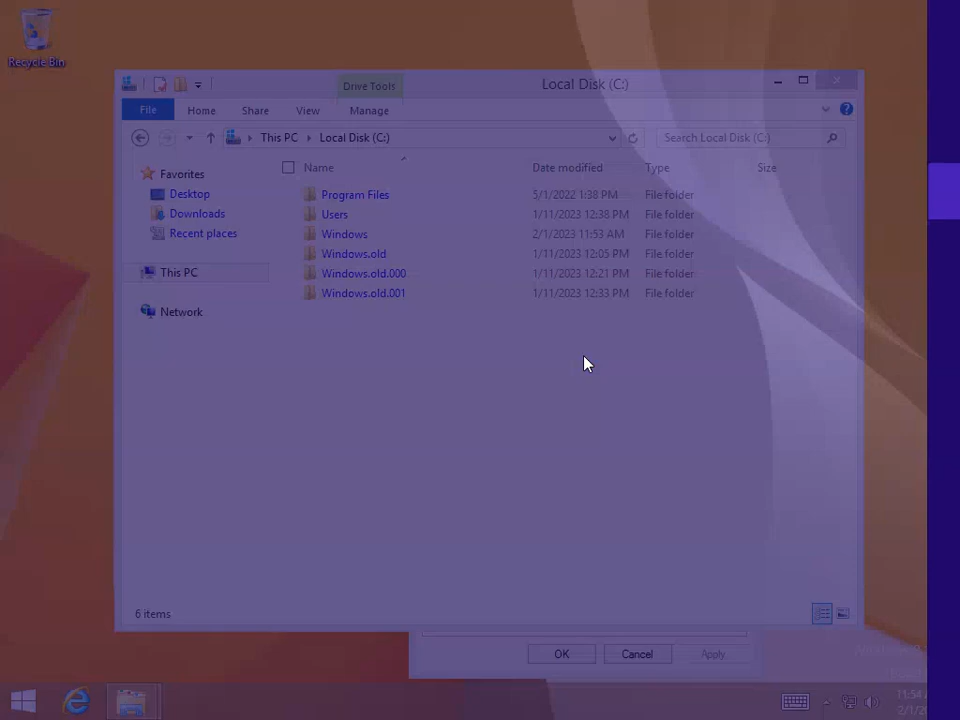 Recycle Bin
Drive Tools
Local Disk (C:)
File
Home
Share
View
Manage
This PC
Local Disk (C:)
Search Local Disk (C:)
Name
Date modified
Type
Size
Favorites
Desktop
Downloads
Recent places
This PC
Network
Program Files
5/1/2022 1:38 PM
File folder
Users
1/11/2023 12:38 PM
File folder
Windows
2/1/2023 11:53 AM
File folder
Windows.old
1/11/2023 12:05 PM
File folder
Windows.old.000
1/11/2023 12:21 PM
File folder
Windows.old.001
1/11/2023 12:33 PM
File folder
6 items
OK
Cancel
Apply
11:54
2/1/20